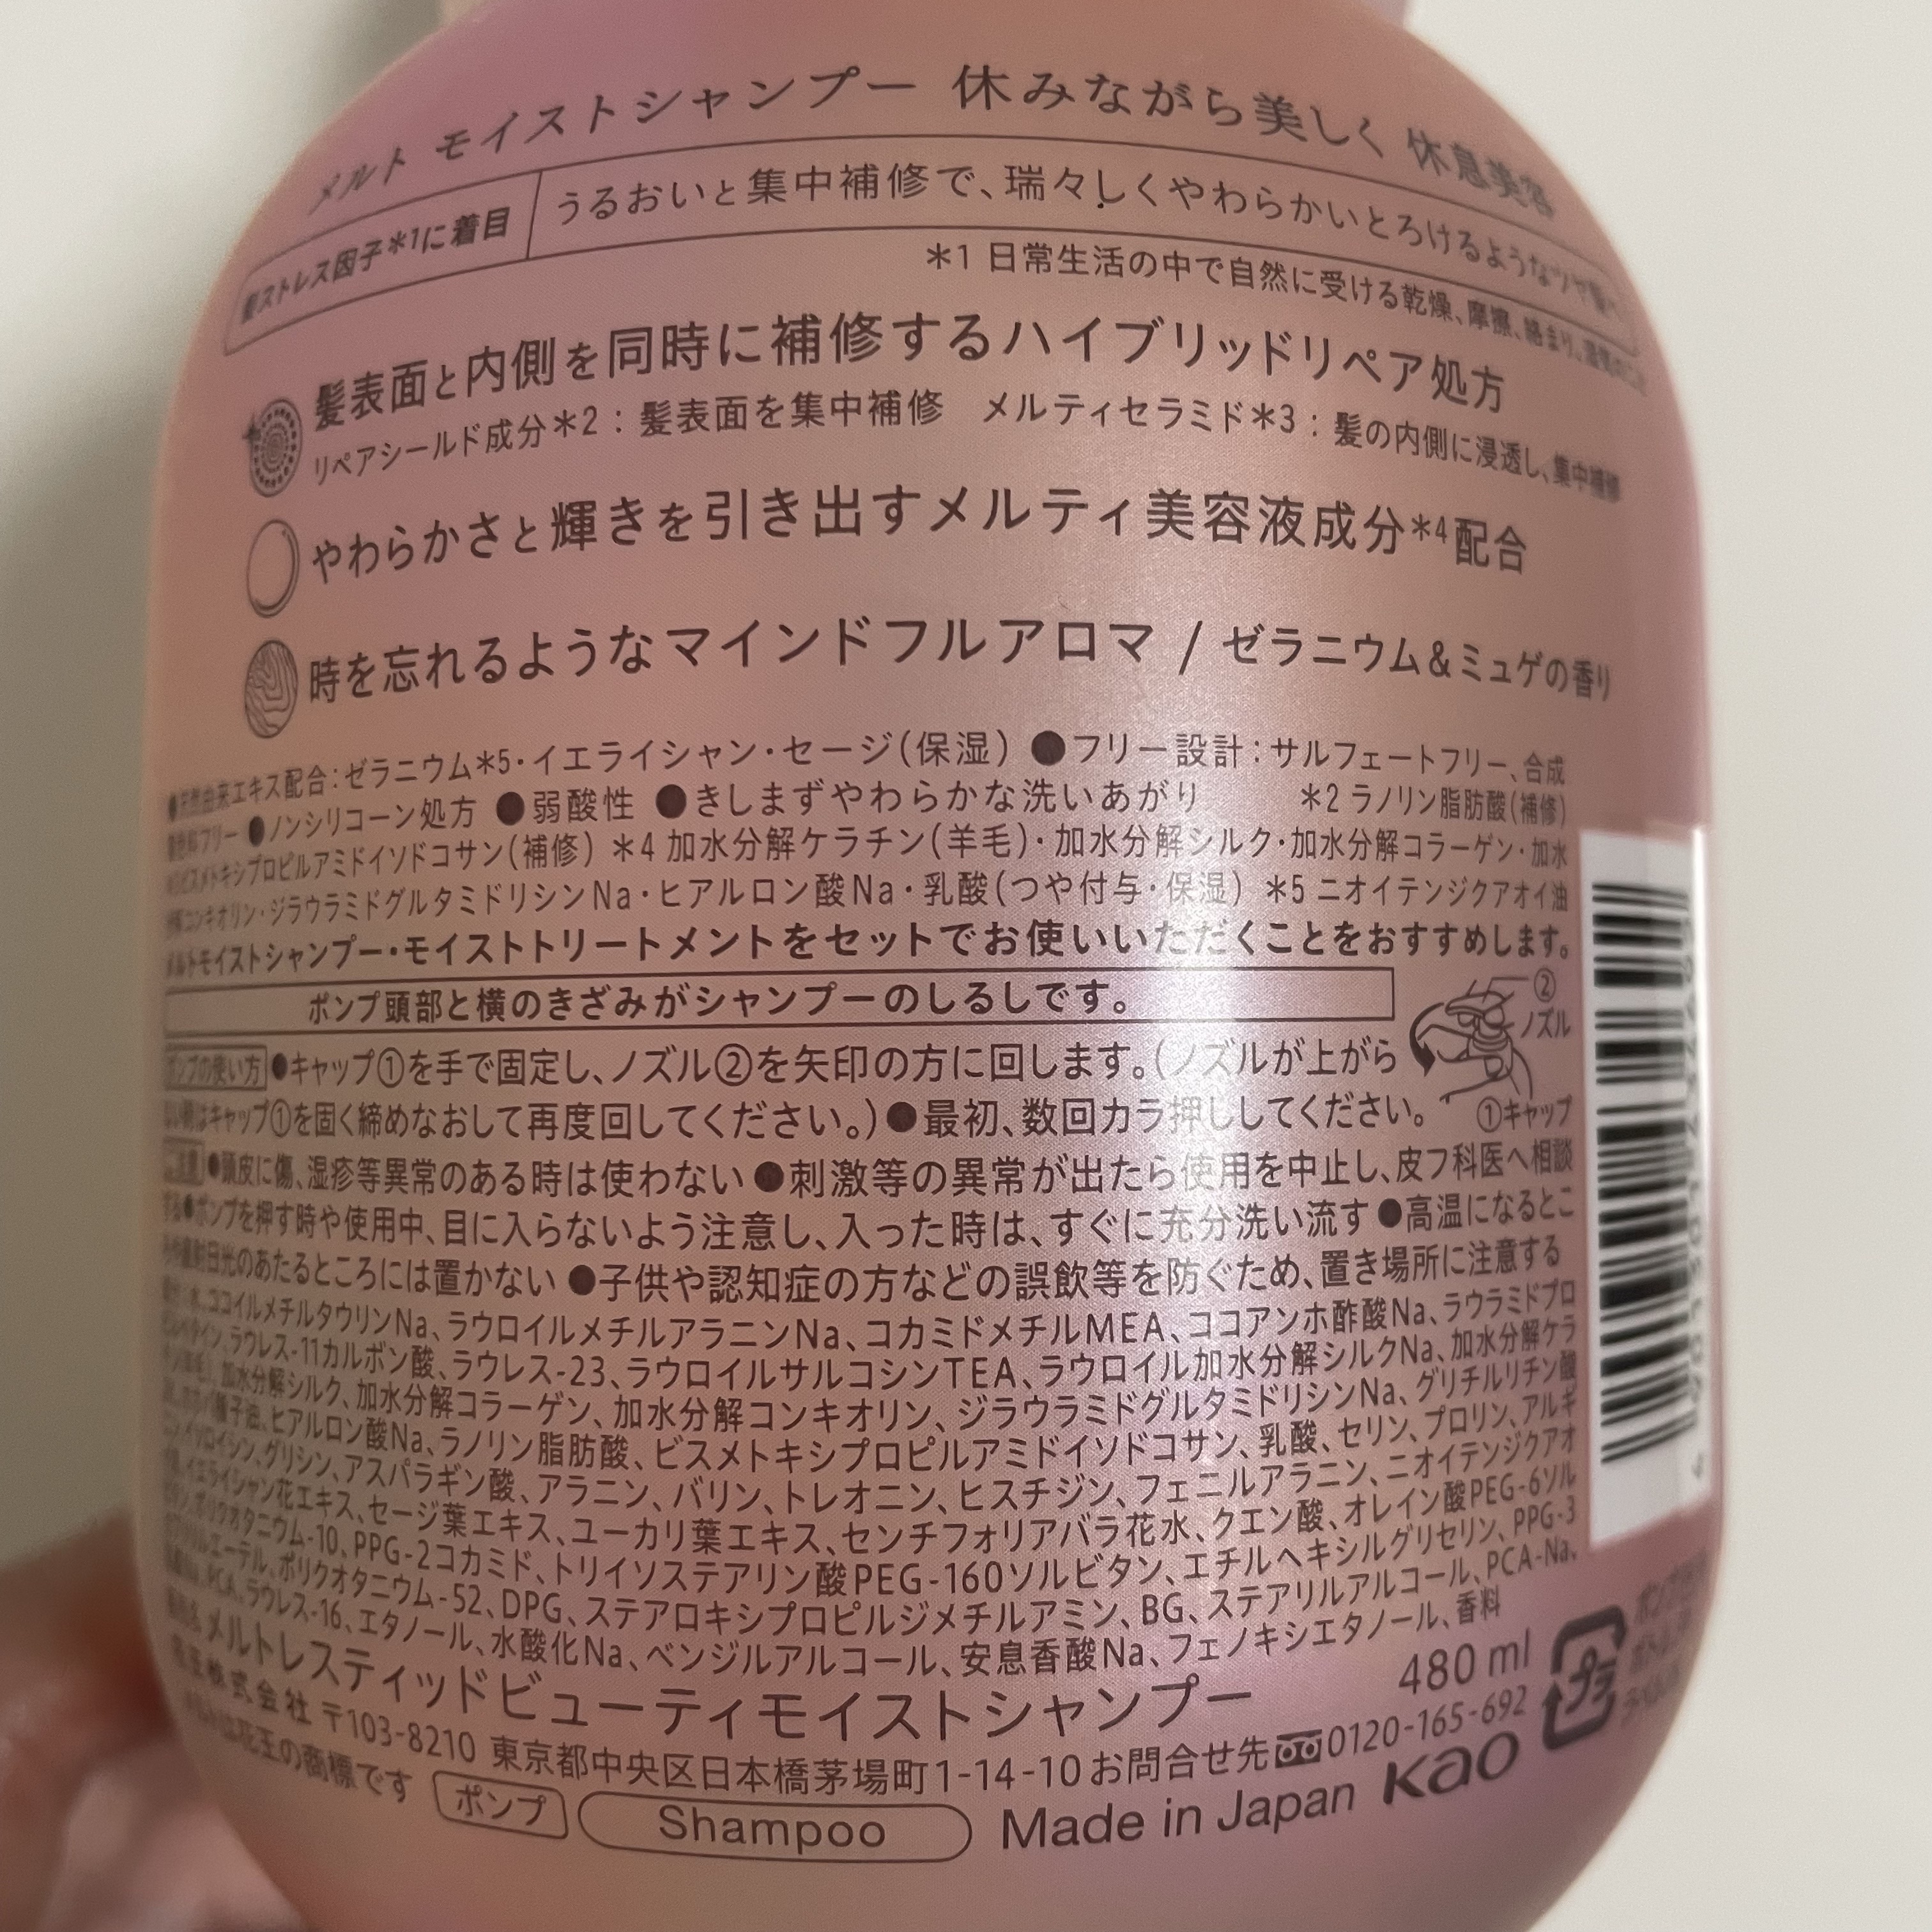 メルト モイストシャンプー 休みながら美しく 休息美容
髪ストレス因子*1に着目 うるおいと集中補修で、瑞々しくやわらかいとろけるようなツヤ髪へ
*1 日常生活の中で自然に受ける乾燥、摩擦、絡まり、
髪表面と内側を同時に補修するハイブリッドリペア処方
リペアシールド成分*2：髪表面を集中補修 メルティセラミド*3：髪の内側に浸透し、集中補修
やわらかさと輝きを引き出すメルティ美容液成分*4配合
時を忘れるようなマインドフルアロマ / ゼラニウム&ミュゲの香り
●天然由来エキス配合：ゼラニウム*5・イエライシャン・セージ(保湿) ●フリー設計：サルフェートフリー、合成
着色料フリー ●ノンシリコーン処方 ●弱酸性 ●きしまずやわらかな洗いあがり *2 ラノリン脂肪酸(補修)
ビスメトキシプロピルアミドイソドコサン(補修) *4 加水分解ケラチン(羊毛)・加水分解シルク・加水分解コラーゲン・加水
分解コンキオリン・ジラウラミドグルタミドリシンNa・ヒアルロン酸Na・乳酸(つや付与・保湿) *5 ニオイテンジクアオイ油
メルトモイストシャンプー・モイストトリートメントをセットでお使いいただくことをおすすめします。
ポンプ頭部と横のきざみがシャンプーのしるしです。
②
ノズル
①キャップ
ポンプの使い方 ●キャップ①を手で固定し、ノズル②を矢印の方に回します。(ノズルが上がら
ない時はキャップ①を固く締めなおして再度回してください。) ●最初、数回カラ押ししてください。
ご注意 ●頭皮に傷、湿疹等異常のある時は使わない ●刺激等の異常が出たら使用を中止し、皮フ科医へ相談
する ●ポンプを押す時や使用中、目に入らないよう注意し、入った時は、すぐに充分洗い流す ●高温になるとこ
ろや直射日光のあたるところには置かない ●子供や認知症の方などの誤飲等を防ぐため、置き場所に注意する
水、ココイルメチルタウリンNa、ラウロイルメチルアラニンNa、コカミドメチルMEA、ココアンホ酢酸Na、ラウラミドプロ
ピルベタイン、ラウレス-11カルボン酸、ラウレス-23、ラウロイルサルコシンTEA、ラウロイル加水分解シルクNa、加水分解ケラ
チン(羊毛)、加水分解シルク、加水分解コラーゲン、加水分解コンキオリン、ジラウラミドグルタミドリシンNa、グリチルリチン酸
種子油、ヒアルロン酸Na、ラノリン脂肪酸、ビスメトキシプロピルアミドイソドコサン、乳酸、セリン、プロリン、アルギ
ニン、イソロイシン、グリシン、アスパラギン酸、アラニン、バリン、トレオニン、ヒスチジン、フェニルアラニン、ニオイテンジクアオ
イ油、イエライシャン花エキス、セージ葉エキス、ユーカリ葉エキス、センチフォリアバラ花水、クエン酸、オレイン酸PEG-6ソル
ビタン、ポリクオタニウム-10、PPG-2コカミド、トリイソステアリン酸PEG-160ソルビタン、エチルヘキシルグリセリン、PPG-3
カプリルエーテル、ポリクオタニウム-52、DPG、ステアロキシプロピルジメチルアミン、BG、ステアリルアルコール、PCA-Na、
乳酸Na、PCA、ラウレス-16、エタノール、水酸化Na、ベンジルアルコール、安息香酸Na、フェノキシエタノール、香料
メルトレスティッドビューティモイストシャンプー 480 ml
花王株式会社 〒103-8210 東京都中央区日本橋茅場町1-14-10 お問合せ先 0120-165-692
は花王の商標です ポンプ Shampoo Made in Japan Kao
プラ